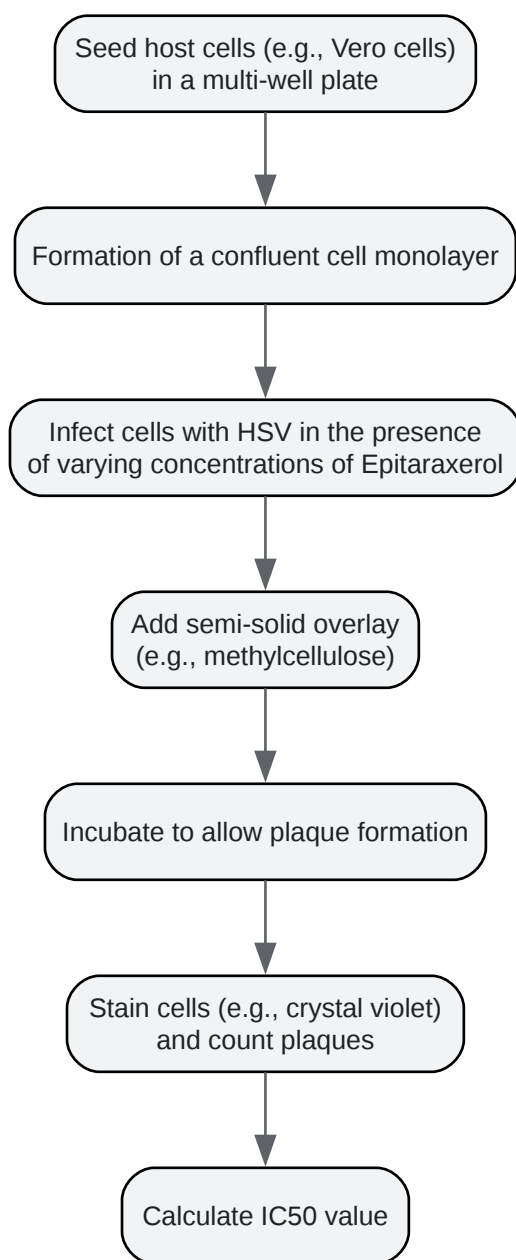 Seed host cells (e.g., Vero cells)
in a multi-well plate
Formation of a confluent cell monolayer
Infect cells with HSV in the presence
of varying concentrations of Epitaraxerol
Add semi-solid overlay
(e.g., methylcellulose)
Incubate to allow plaque formation
Stain cells (e.g., crystal violet)
and count plaques
Calculate IC50 value